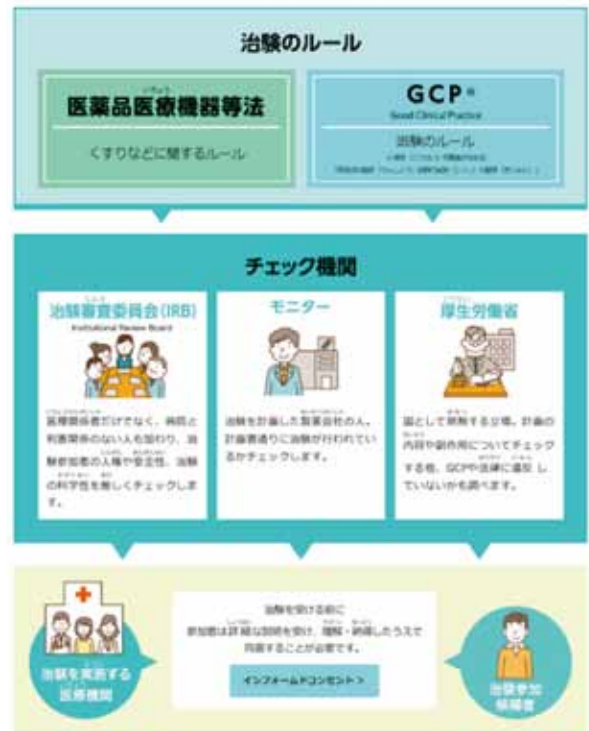 治験のルール
医薬品医療機器等法
くすりなどに関するルール
GCP※
Good Clinical Practice
治験のルール
チェック機関
治験審査委員会(IRB)
Institutional Review Board
医療関係者だけでなく、病院と
利害関係のない人も加わり、治
験参加者の人権や安全性、治験
の科学性を厳しくチェックしま
す。
モニター
治験を計画した製薬会社の人。
計画書通りに治験が行われてい
るかチェックします。
厚生労働省
国として規制する立場。計画の
内容や副作用についてチェック
する他、GCPや法律に違反し
ていないかも調べます。
治験を実施する
医療機関
治験を受ける前に
参加者は詳細な説明を受け、理解・納得したうえで
同意することが必要です。
インフォームドコンセント >
治験参加
候補者